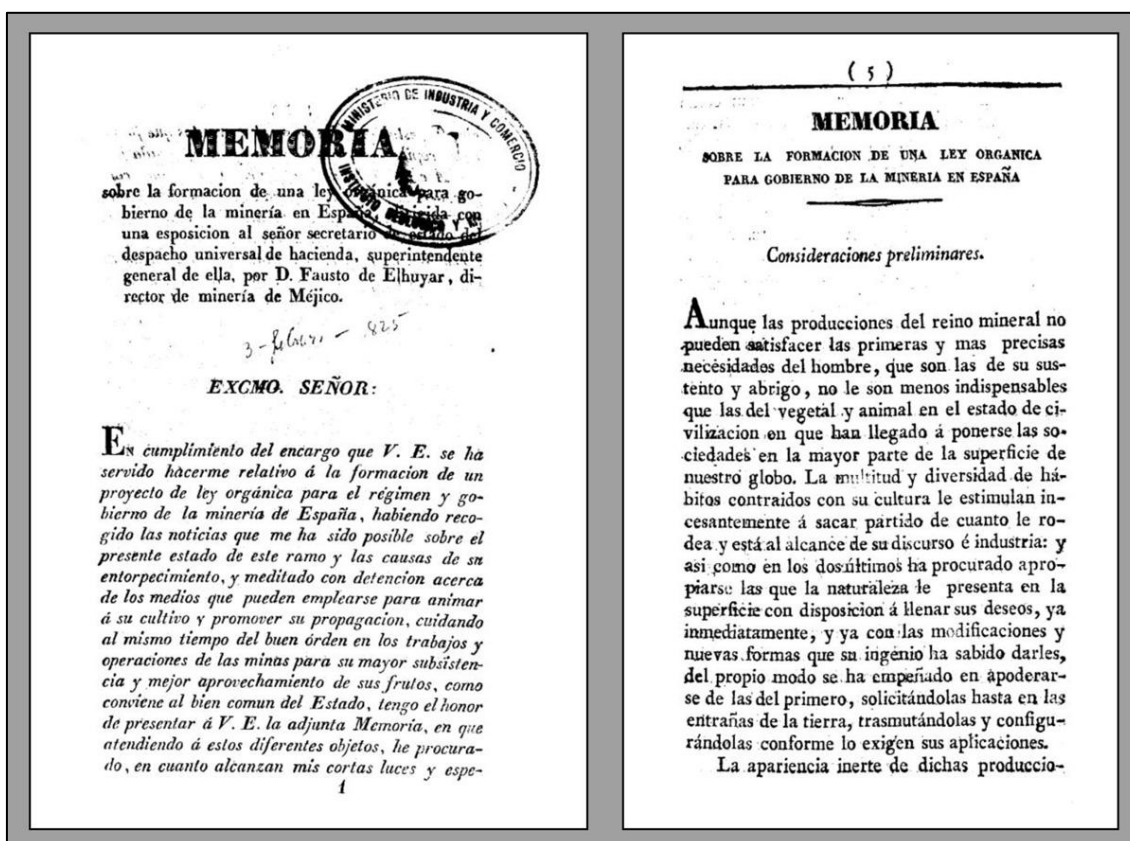 MEMORIA
sobre la formacion de una ley orgánica para go-
bierno de la minería en España, dirigida con
una esposicion al señor secretario de estado del
despacho universal de hacienda, superintendente
general de ella, por D. Fausto de Elhuyar, di-
rector de minería de Méjico.
MINISTERIO DE INDUSTRIA Y COMERCIO
INSTITUTO GEOLOGICO Y
3 - febrero - 825
EXCMO. SEÑOR:
EN cumplimiento del encargo que V. E. se ha
servido hacerme relativo á la formacion de un
proyecto de ley orgánica para el régimen y go-
bierno de la minería de España, habiendo reco-
gido las noticias que me ha sido posible sobre el
presente estado de este ramo y las causas de su
entorpecimiento, y meditado con detencion acerca
de los medios que pueden emplearse para animar
á su cultivo y promover su propagacion, cuidando
al mismo tiempo del buen órden en los trabajos y
operaciones de las minas para su mayor subsisten-
cia y mejor aprovechamiento de sus frutos, como
conviene al bien comun del Estado, tengo el honor
de presentar á V. E. la adjunta Memoria, en que
atendiendo á estos diferentes objetos, he procura-
do, en cuanto alcanzan mis cortas luces y espe-
1
( 5 )
MEMORIA
SOBRE LA FORMACION DE UNA LEY ORGANICA
PARA GOBIERNO DE LA MINERIA EN ESPAÑA
Consideraciones preliminares.
Aunque las producciones del reino mineral no
pueden satisfacer las primeras y mas precisas
necesidades del hombre, que son las de su sus-
tento y abrigo, no le son menos indispensables
que las del vegetal y animal en el estado de ci-
vilizacion en que han llegado á ponerse las so-
ciedades en la mayor parte de la superficie de
nuestro globo. La multitud y diversidad de há-
bitos contraidos con su cultura le estimulan in-
cesantemente á sacar partido de cuanto le ro-
dea y está al alcance de su discurso é industria: y
asi como en los dos últimos ha procurado apro-
piarse las que la naturaleza le presenta en la
superficie con disposicion á llenar sus deseos, ya
inmediatamente, y ya con las modificaciones y
nuevas formas que su ingénio ha sabido darles,
del propio modo se ha empeñado en apoderar-
se de las del primero, solicitándolas hasta en las
entrañas de la tierra, trasmutándolas y configu-
rándolas conforme lo exigen sus aplicaciones.
La apariencia inerte de dichas produccio-